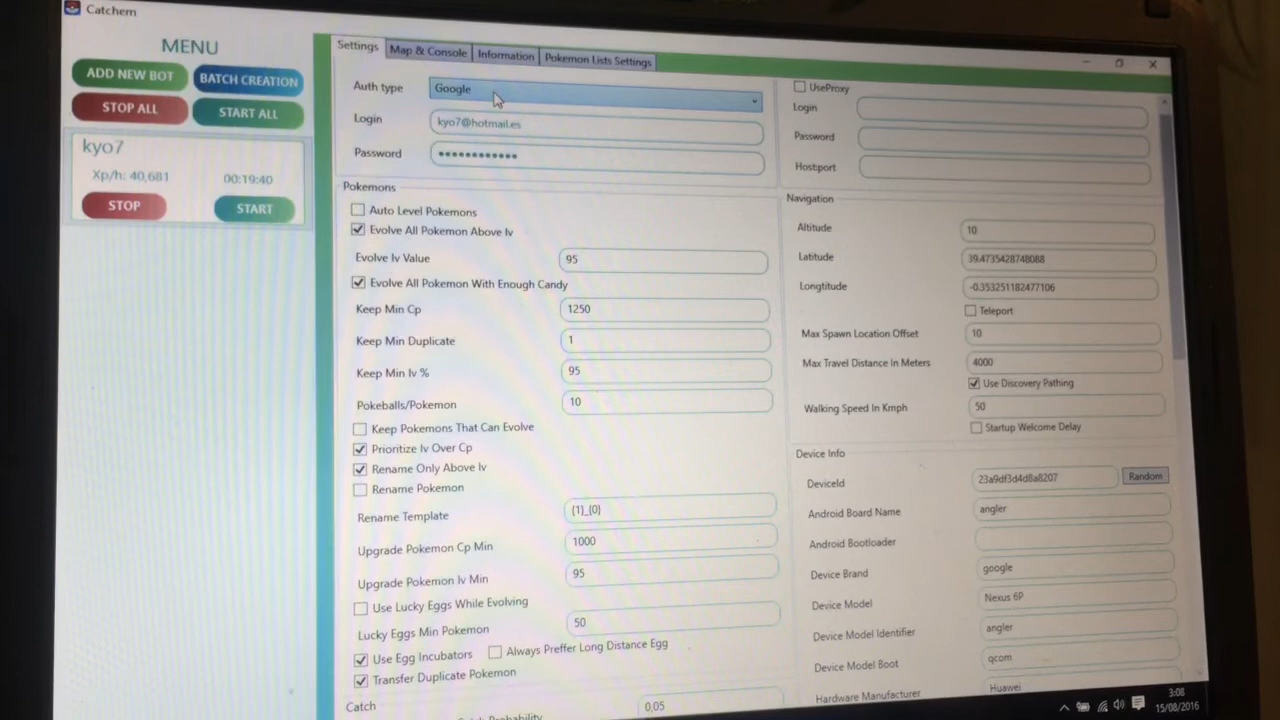 Catchem
MENU
ADD NEW BOT
BATCH CREATION
STOP ALL
START ALL
kyo7
Xp/h: 40,681
00:19:40
STOP
START
Settings
Map & Console
Information
Pokemon Lists Settings
Auth type
Google
Login
kyo7@hotmail.es
Password
••••••••••••
Pokemons
Auto Level Pokemons
Evolve All Pokemon Above Iv
Evolve Iv Value
95
Evolve All Pokemon With Enough Candy
Keep Min Cp
1250
Keep Min Duplicate
1
Keep Min Iv %
95
Pokeballs/Pokemon
10
Keep Pokemons That Can Evolve
Prioritize Iv Over Cp
Rename Only Above Iv
Rename Pokemon
Rename Template
{1}_{0}
Upgrade Pokemon Cp Min
1000
Upgrade Pokemon Iv Min
95
Use Lucky Eggs While Evolving
Lucky Eggs Min Pokemon
50
Use Egg Incubators
Always Preffer Long Distance Egg
Transfer Duplicate Pokemon
Catch
Probability
0,05
UseProxy
Login
Password
Host:port
Navigation
Altitude
10
Latitude
39.4735428748088
Longtitude
-0.353251182477106
Teleport
Max Spawn Location Offset
10
Max Travel Distance In Meters
4000
Use Discovery Pathing
Walking Speed In Kmph
50
Startup Welcome Delay
Device Info
DeviceId
23a9df3d4d8a8207
Random
Android Board Name
angler
Android Bootloader
Device Brand
google
Device Model
Nexus 6P
Device Model Identifier
angler
Device Model Boot
qcom
Hardware Manufacturer
Huawei
3:08
15/08/2016